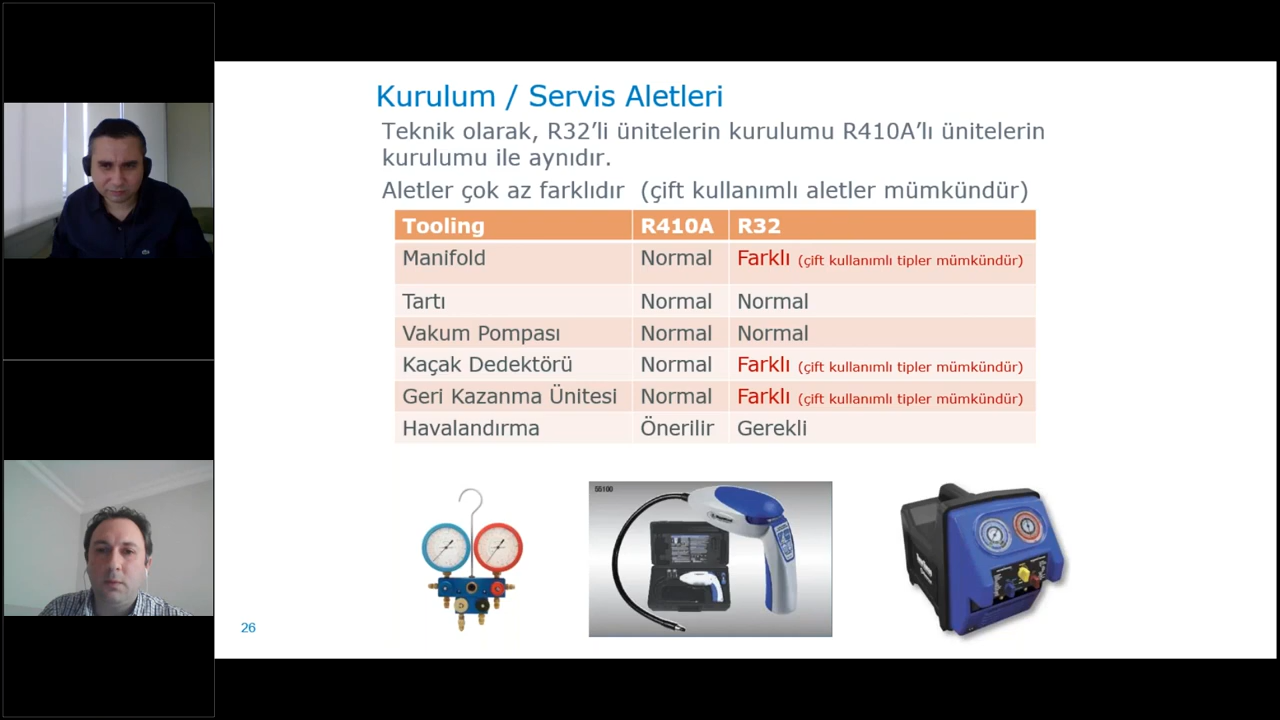 Kurulum / Servis Aletleri
Teknik olarak, R32’li ünitelerin kurulumu R410A’lı ünitelerin
kurulumu ile aynıdır.
Aletler çok az farklıdır (çift kullanımlı aletler mümkündür)
Tooling R410A R32
Manifold Normal Farklı (çift kullanımlı tipler mümkündür)
Tartı Normal Normal
Vakum Pompası Normal Normal
Kaçak Dedektörü Normal Farklı (çift kullanımlı tipler mümkündür)
Geri Kazanma Ünitesi Normal Farklı (çift kullanımlı tipler mümkündür)
Havalandırma Önerilir Gerekli
55100
26